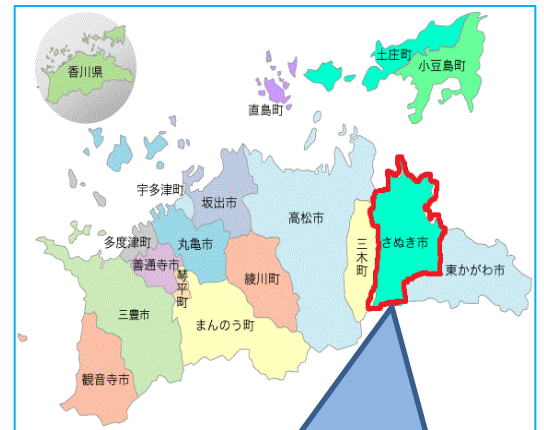 香川県
土庄町
小豆島町
直島町
宇多津町
坂出市
高松市
さぬき市
三木町
東かがわ市
多度津町
丸亀市
善通寺市
琴平町
綾川町
三豊市
まんのう町
観音寺市